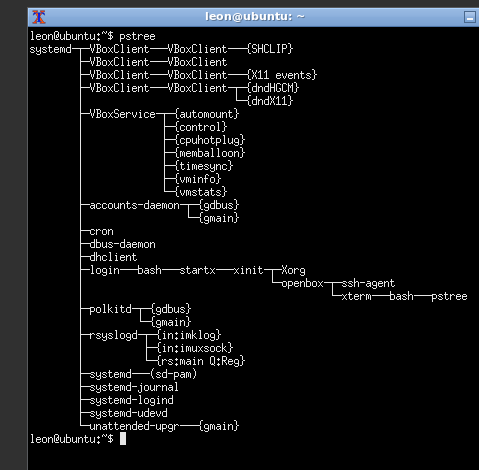 leon@ubuntu: ~
leon@ubuntu:~$ pstree
systemd─┬─VBoxClient───VBoxClient───{SHCLIP}
        ├─VBoxClient───VBoxClient
        ├─VBoxClient───VBoxClient───{X11 events}
        ├─VBoxClient───VBoxClient─┬─{dndHGCM}
        │                         └─{dndX11}
        ├─VBoxService─┬─{automount}
        │             ├─{control}
        │             ├─{cpuhotplug}
        │             ├─{memballoon}
        │             ├─{timesync}
        │             ├─{vminfo}
        │             └─{vmstats}
        ├─accounts-daemon─┬─{gdbus}
        │                 └─{gmain}
        ├─cron
        ├─dbus-daemon
        ├─dhclient
        ├─login───bash───startx───xinit─┬─Xorg
        │                               └─openbox─┬─ssh-agent
        │                                         └─xterm───bash───pstree
        ├─polkitd─┬─{gdbus}
        │         └─{gmain}
        ├─rsyslogd─┬─{in:imklog}
        │          ├─{in:imuxsock}
        │          └─{rs:main Q:Reg}
        ├─systemd───(sd-pam)
        ├─systemd-journal
        ├─systemd-logind
        ├─systemd-udevd
        └─unattended-upgr───{gmain}
leon@ubuntu:~$